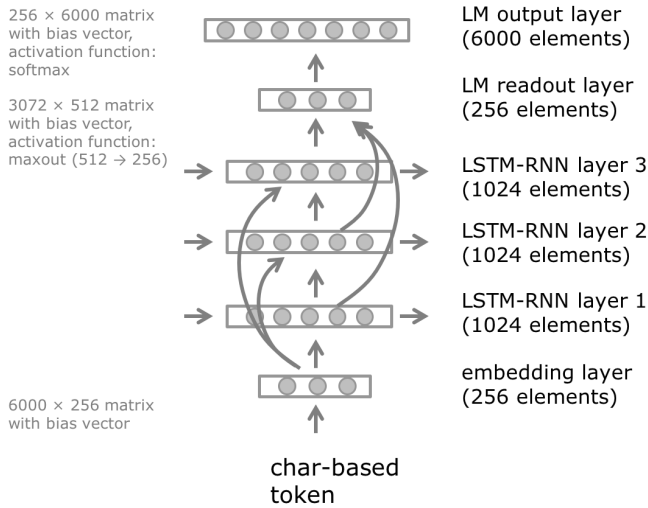 256 × 6000 matrix
with bias vector,
activation function:
softmax
LM output layer
(6000 elements)
3072 × 512 matrix
with bias vector,
activation function:
maxout (512 → 256)
LM readout layer
(256 elements)
LSTM-RNN layer 3
(1024 elements)
LSTM-RNN layer 2
(1024 elements)
LSTM-RNN layer 1
(1024 elements)
embedding layer
(256 elements)
6000 × 256 matrix
with bias vector
char-based
token